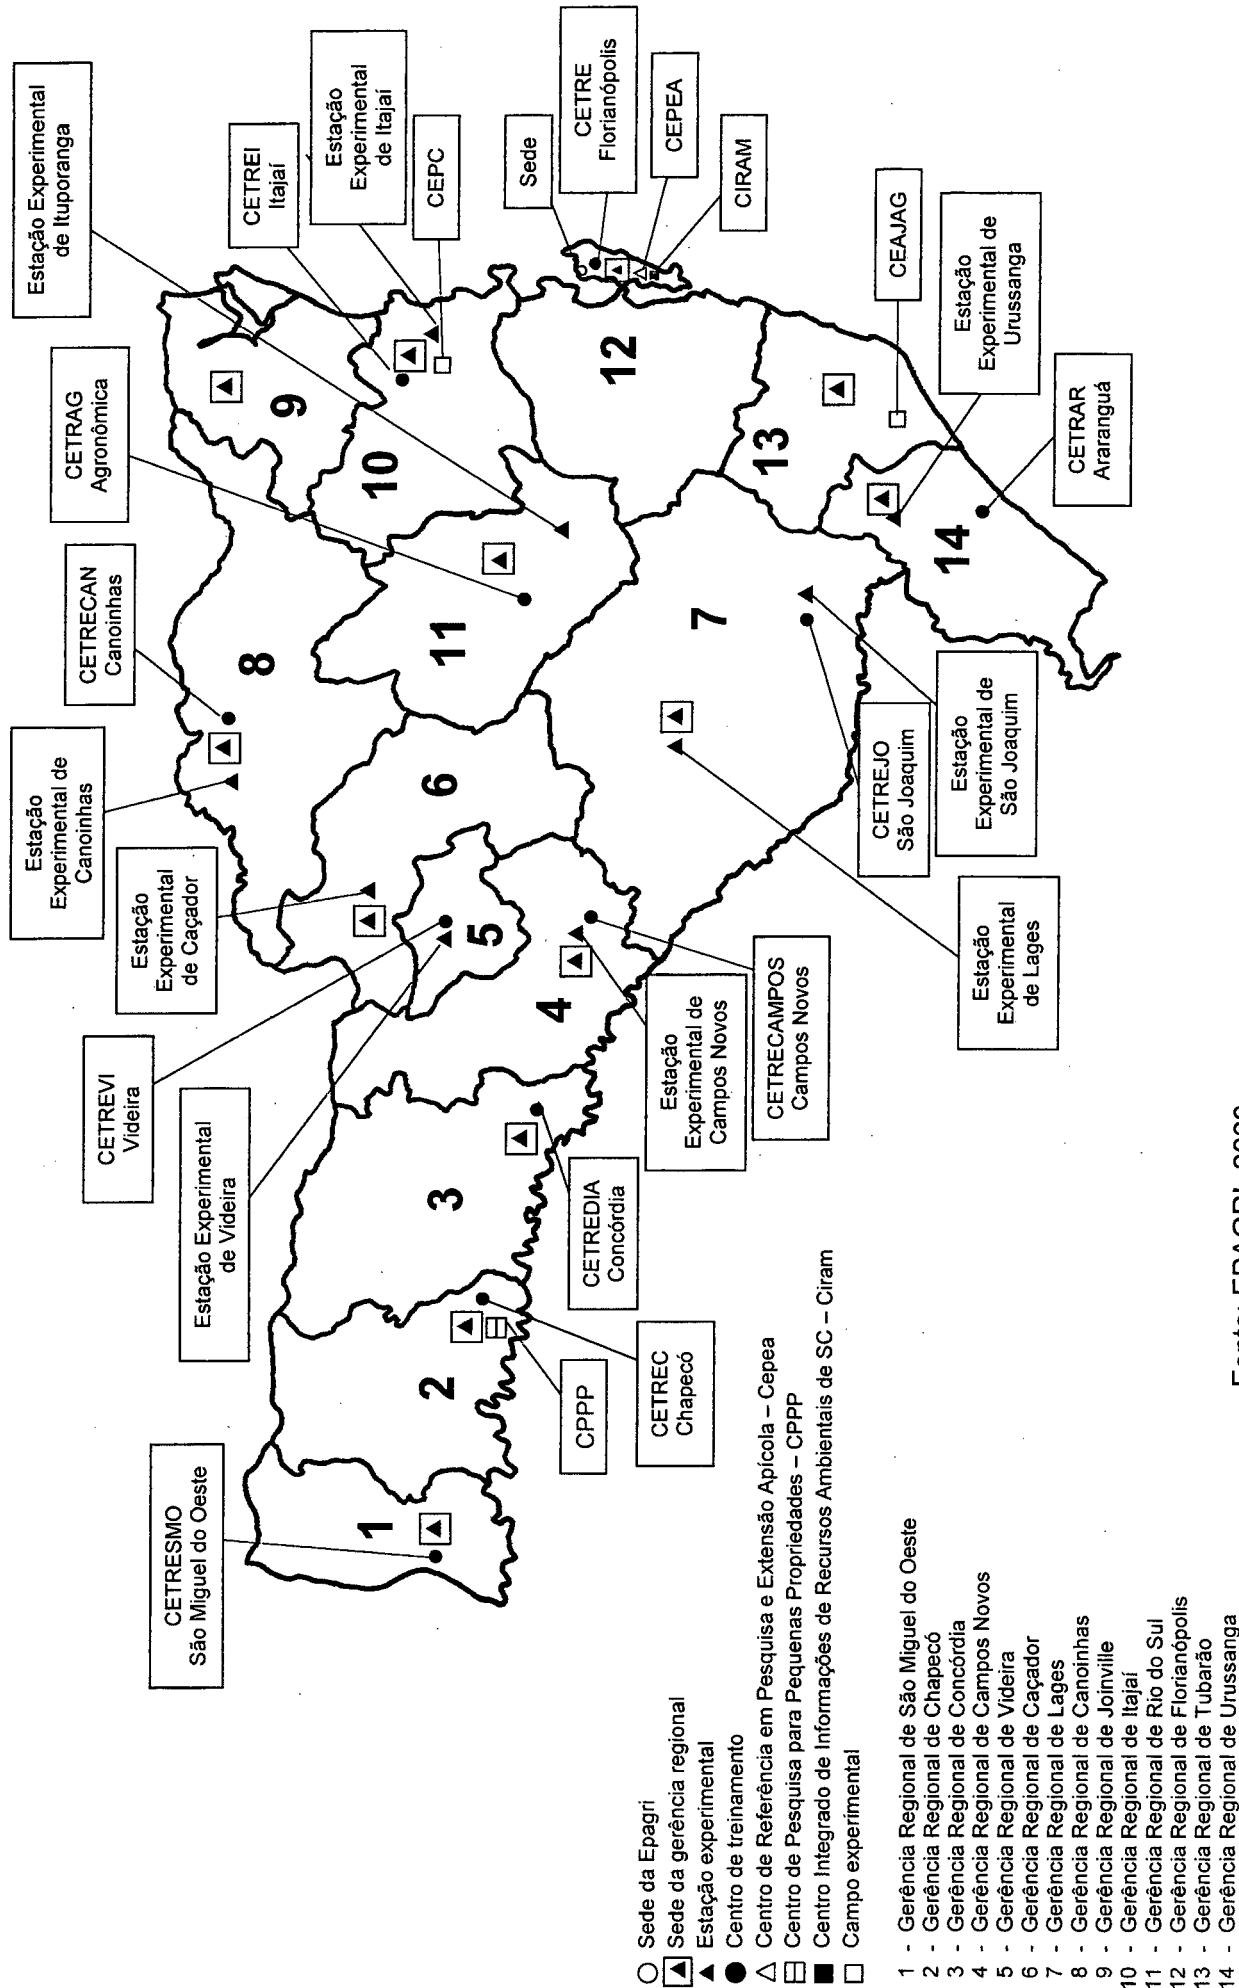 Estação Experimental
de Ituporanga
CETREI
Itajaí
Estação
Experimental
de Itajaí
CEPC
Sede
CETRE
Florianópolis
CEPEA
CIRAM
CEAJAG
Estação
Experimental de
Urussanga
CETRAR
Araranguá
CETRAG
Agronômica
CETRECAN
Canoinhas
Estação
Experimental de
Canoinhas
Estação
Experimental
de Caçador
CETREVI
Videira
Estação Experimental
de Videira
CETRESMO
São Miguel do Oeste
CPPP
CETREC
Chapecó
CETREDIA
Concórdia
Estação
Experimental de
Campos Novos
CETRECAMPOS
Campos Novos
Estação
Experimental
de Lages
CETREJO
São Joaquim
Estação
Experimental de
São Joaquim
1
2
3
4
5
6
7
8
9
10
11
12
13
14
Sede da Epagri
Sede da gerência regional
Estação experimental
Centro de treinamento
Centro de Referência em Pesquisa e Extensão Apícola – Cepea
Centro de Pesquisa para Pequenas Propriedades – CPPP
Centro Integrado de Informações de Recursos Ambientais de SC – Ciram
Campo experimental
1 - Gerência Regional de São Miguel do Oeste
2 - Gerência Regional de Chapecó
3 - Gerência Regional de Concórdia
4 - Gerência Regional de Campos Novos
5 - Gerência Regional de Videira
6 - Gerência Regional de Caçador
7 - Gerência Regional de Lages
8 - Gerência Regional de Canoinhas
9 - Gerência Regional de Joinville
10 - Gerência Regional de Itajaí
11 - Gerência Regional de Rio do Sul
12 - Gerência Regional de Florianópolis
13 - Gerência Regional de Tubarão
14 - Gerência Regional de Urussanga